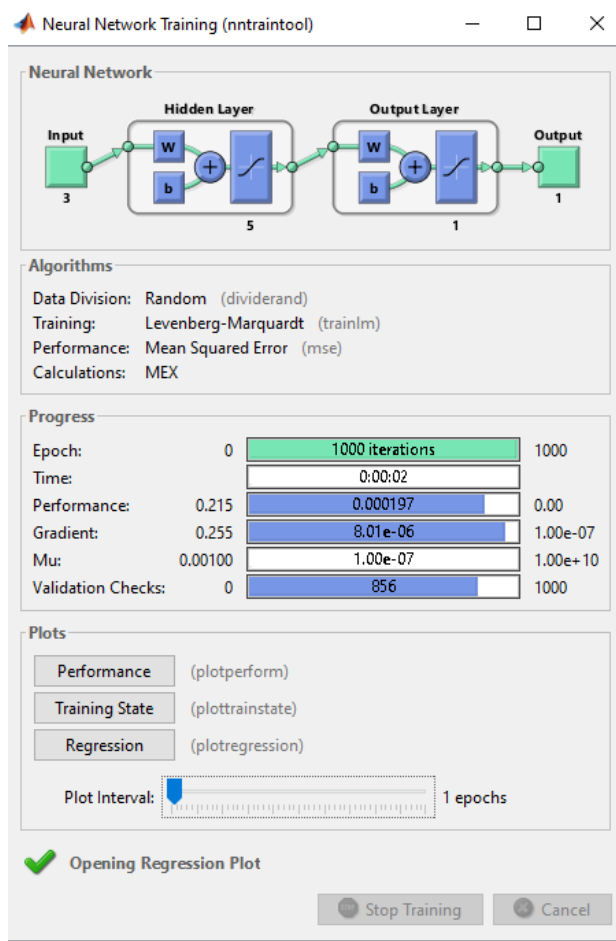 Neural Network Training (nntraintool)
Neural Network
Hidden Layer Output Layer
Input Output
W W
+ +
b b
3 5 1 1
Algorithms
Data Division: Random (dividerand)
Training: Levenberg-Marquardt (trainlm)
Performance: Mean Squared Error (mse)
Calculations: MEX
Progress
Epoch: 0 1000 iterations 1000
Time: 0:00:02
Performance: 0.215 0.000197 0.00
Gradient: 0.255 8.01e-06 1.00e-07
Mu: 0.00100 1.00e-07 1.00e+10
Validation Checks: 0 856 1000
Plots
Performance (plotperform)
Training State (plottrainstate)
Regression (plotregression)
Plot Interval: 1 epochs
Opening Regression Plot
Stop Training Cancel